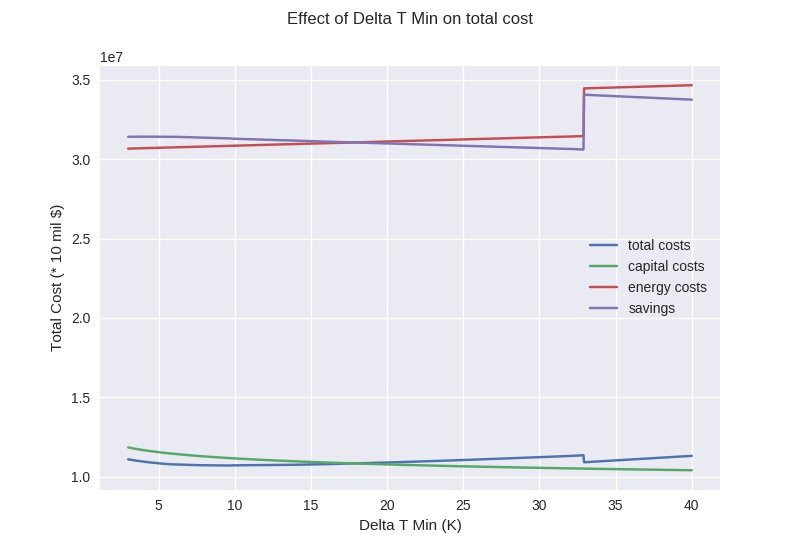 Effect of Delta T Min on total cost
1e7
3.5
3.0
2.5
2.0
1.5
1.0
Total Cost (* 10 mil $)
total costs
capital costs
energy costs
savings
5 10 15 20 25 30 35 40
Delta T Min (K)